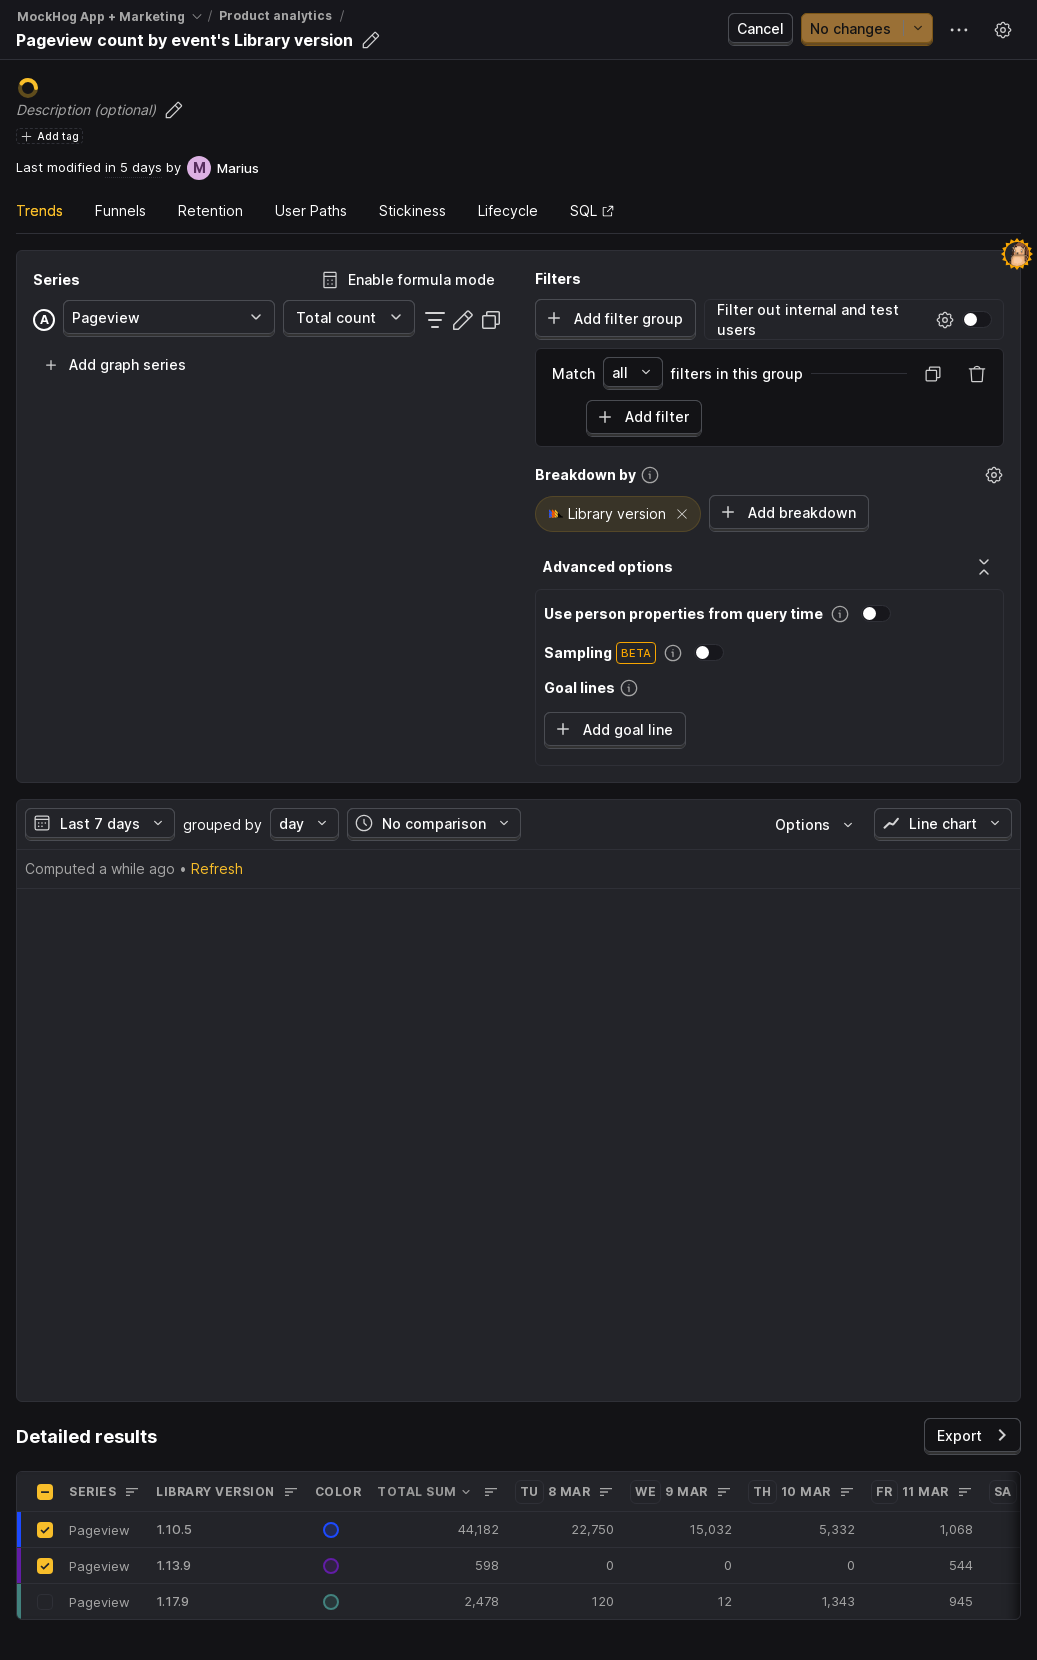 MockHog App + Marketing / Product analytics /
Pageview count by event's Library version
Cancel
No changes
Description (optional)
Add tag
Last modified in 5 days by M Marius
Trends Funnels Retention User Paths Stickiness Lifecycle SQL
Series
Enable formula mode
A Pageview Total count
Add graph series
Filters
Add filter group
Filter out internal and test users
Match all filters in this group
Add filter
Breakdown by
Library version
Add breakdown
Advanced options
Use person properties from query time
Sampling BETA
Goal lines
Add goal line
Last 7 days grouped by day No comparison Options Line chart
Computed a while ago • Refresh
Detailed results
Export
SERIES LIBRARY VERSION COLOR TOTAL SUM TU 8 MAR WE 9 MAR TH 10 MAR FR 11 MAR SA
Pageview 1.10.5 44,182 22,750 15,032 5,332 1,068
Pageview 1.13.9 598 0 0 0 544
Pageview 1.17.9 2,478 120 12 1,343 945